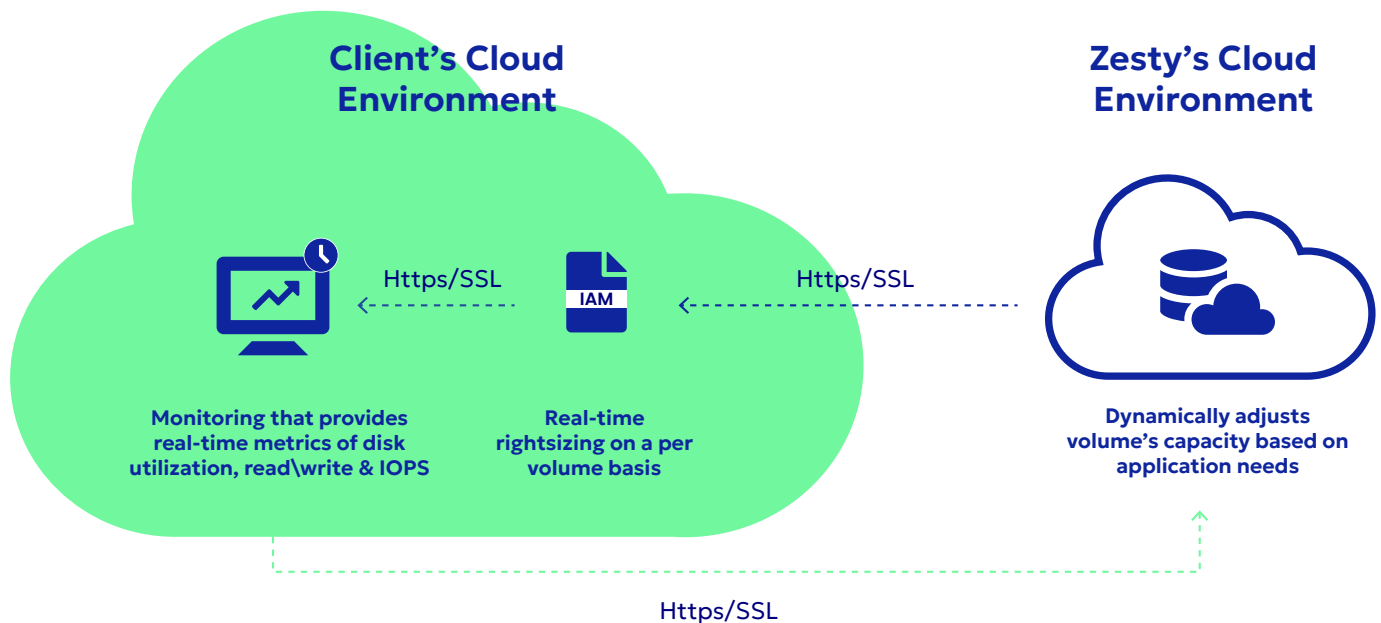 Client's Cloud
Environment
Zesty's Cloud
Environment
Https/SSL
Https/SSL
IAM
Monitoring that provides
real-time metrics of disk
utilization, read\write & IOPS
Real-time
rightsizing on a per
volume basis
Dynamically adjusts
volume's capacity based on
application needs
Https/SSL